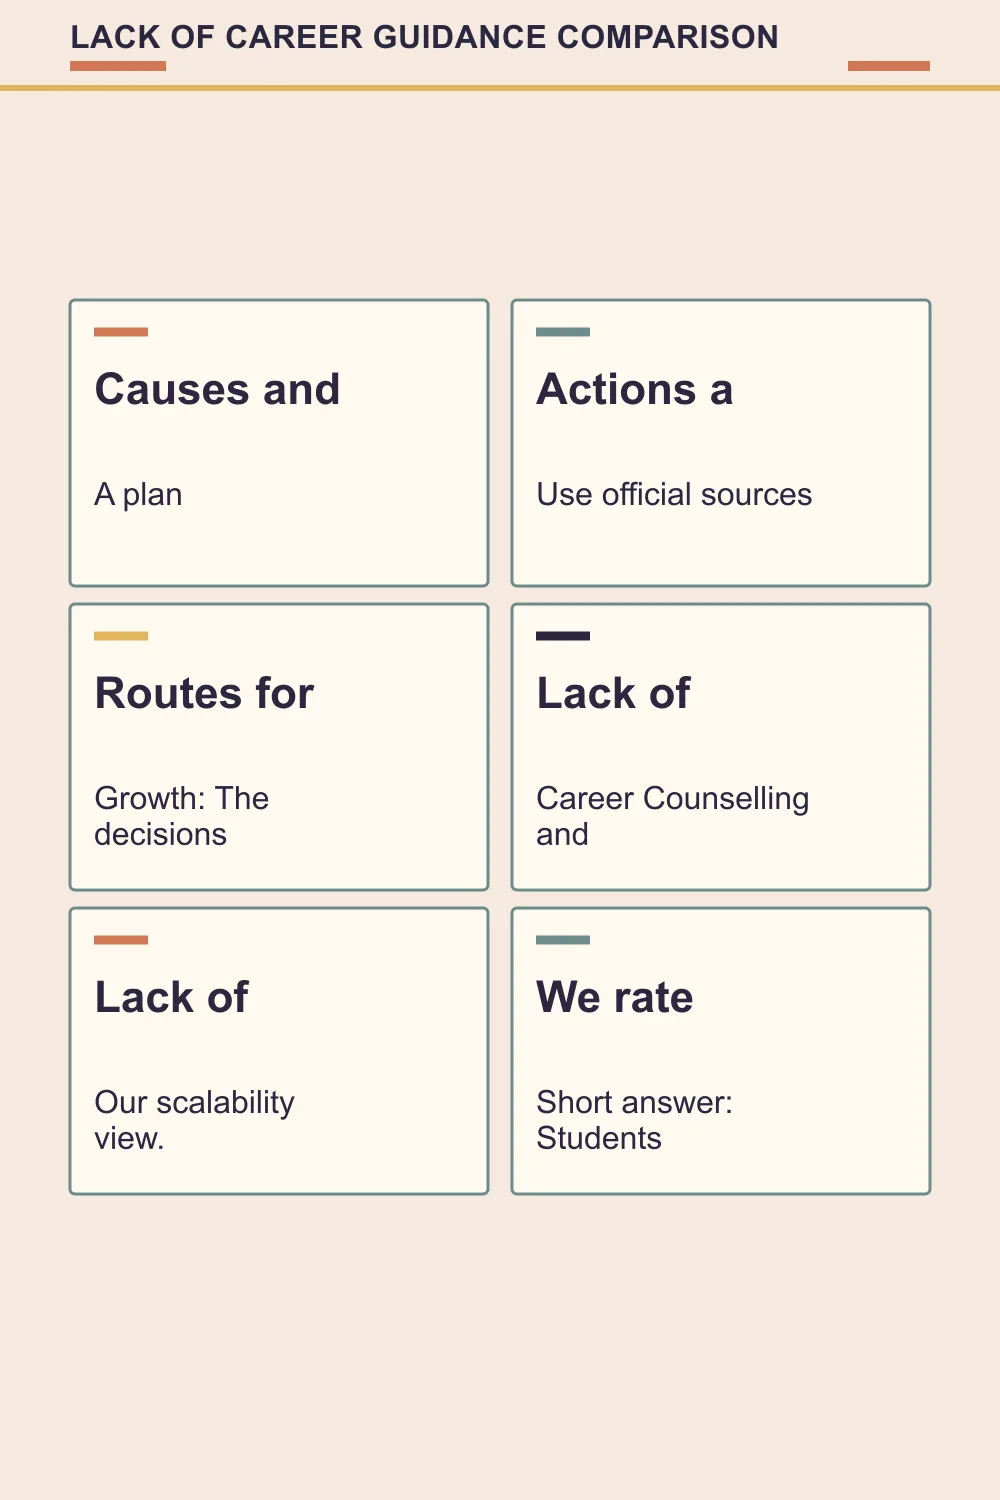 LACK OF CAREER GUIDANCE COMPARISON
Causes and
A plan
Actions a
Use official sources
Routes for
Growth: The
decisions
Lack of
Career Counselling
and
Lack of
Our scalability
view.
We rate
Short answer:
Students